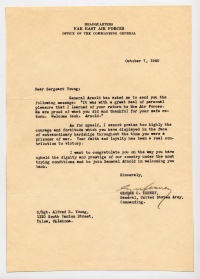 HEADQUARTERS
FAR EAST AIR FORCES
OFFICE OF THE COMMANDING GENERAL
October 7, 1945
Dear Sergeant Young:
General Arnold has asked me to send you the
following message: "It was with a great deal of personal
pleasure that I learned of your return to the Air Forces.
We are proud of what you did and thankful for your safe re-
turn. Welcome back. Arnold."
As for myself, I cannot praise too highly the
courage and fortitude which you have displayed in the face
of extraordinary hardships throughout the time you were a
prisoner of war. Your faith and loyalty has been a real con-
tribution to victory.
I want to congratulate you on the way you have
upheld the dignity and prestige of our country under the most
trying conditions and to join General Arnold in welcoming you
back.
Sincerely,
GEORGE C. KENNEY,
General, United States Army,
Commanding.
S/Sgt. Alfred R. Young,
1320 South Street,
Tulsa, Oklahoma.